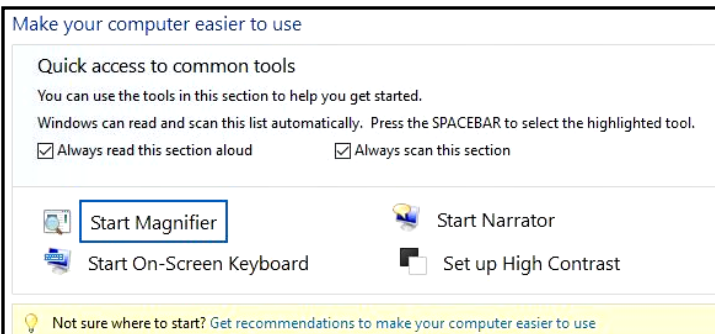 Make your computer easier to use
Quick access to common tools
You can use the tools in this section to help you get started.
Windows can read and scan this list automatically. Press the SPACEBAR to select the highlighted tool.
Always read this section aloud Always scan this section
Start Magnifier Start Narrator
Start On-Screen Keyboard Set up High Contrast
Not sure where to start? Get recommendations to make your computer easier to use